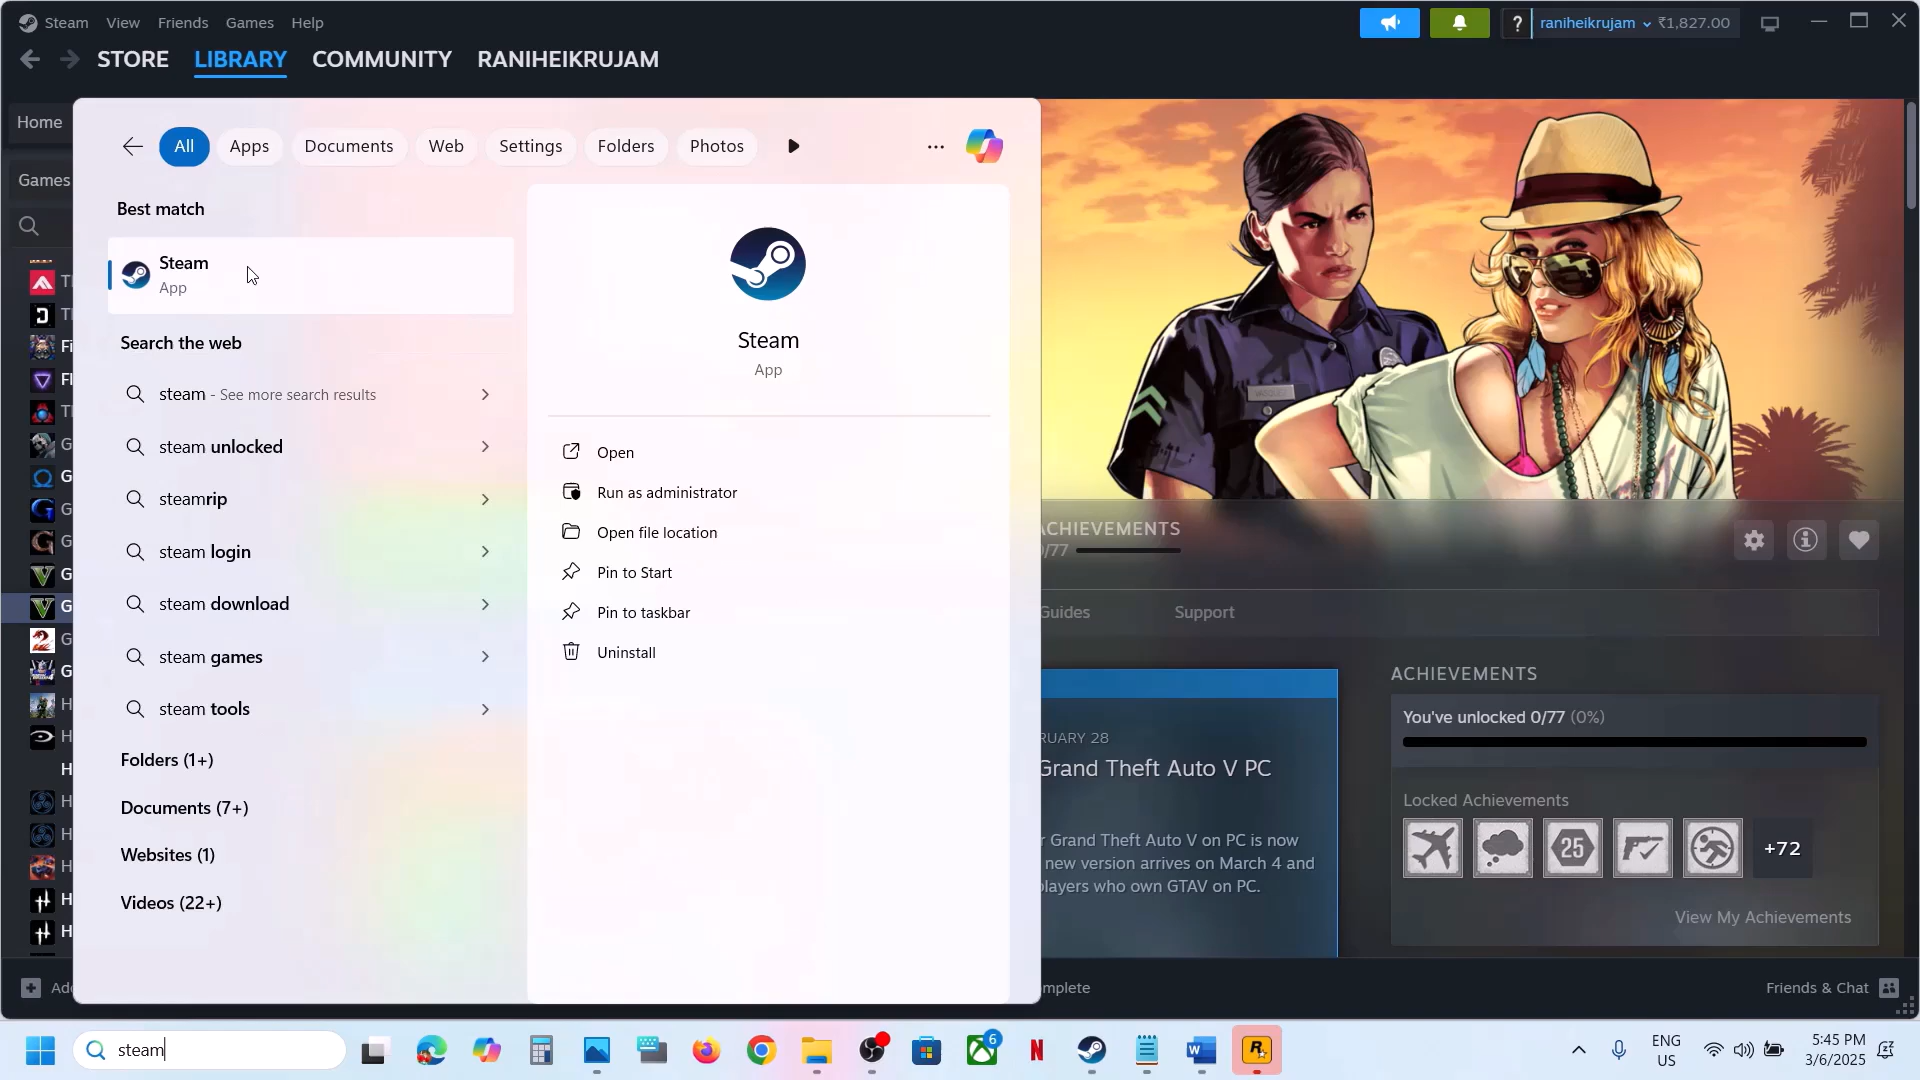 Steam View Friends Games Help
? raniheikrujam ₹1,827.00
STORE LIBRARY COMMUNITY RANIHEIKRUJAM
Home
Games
All Apps Documents Web Settings Folders Photos
Best match
Steam
App
Search the web
steam - See more search results
steam unlocked
steamrip
steam login
steam download
steam games
steam tools
Folders (1+)
Documents (7+)
Websites (1)
Videos (22+)
Steam
App
Open
Run as administrator
Open file location
Pin to Start
Pin to taskbar
Uninstall
ACHIEVEMENTS
/77
Guides Support
RUARY 28
Grand Theft Auto V PC
r Grand Theft Auto V on PC is now
new version arrives on March 4 and
players who own GTAV on PC.
ACHIEVEMENTS
You've unlocked 0/77 (0%)
Locked Achievements
25
+72
View My Achievements
Ad
mplete
Friends & Chat
steam
6
ENG
US
5:45 PM
3/6/2025